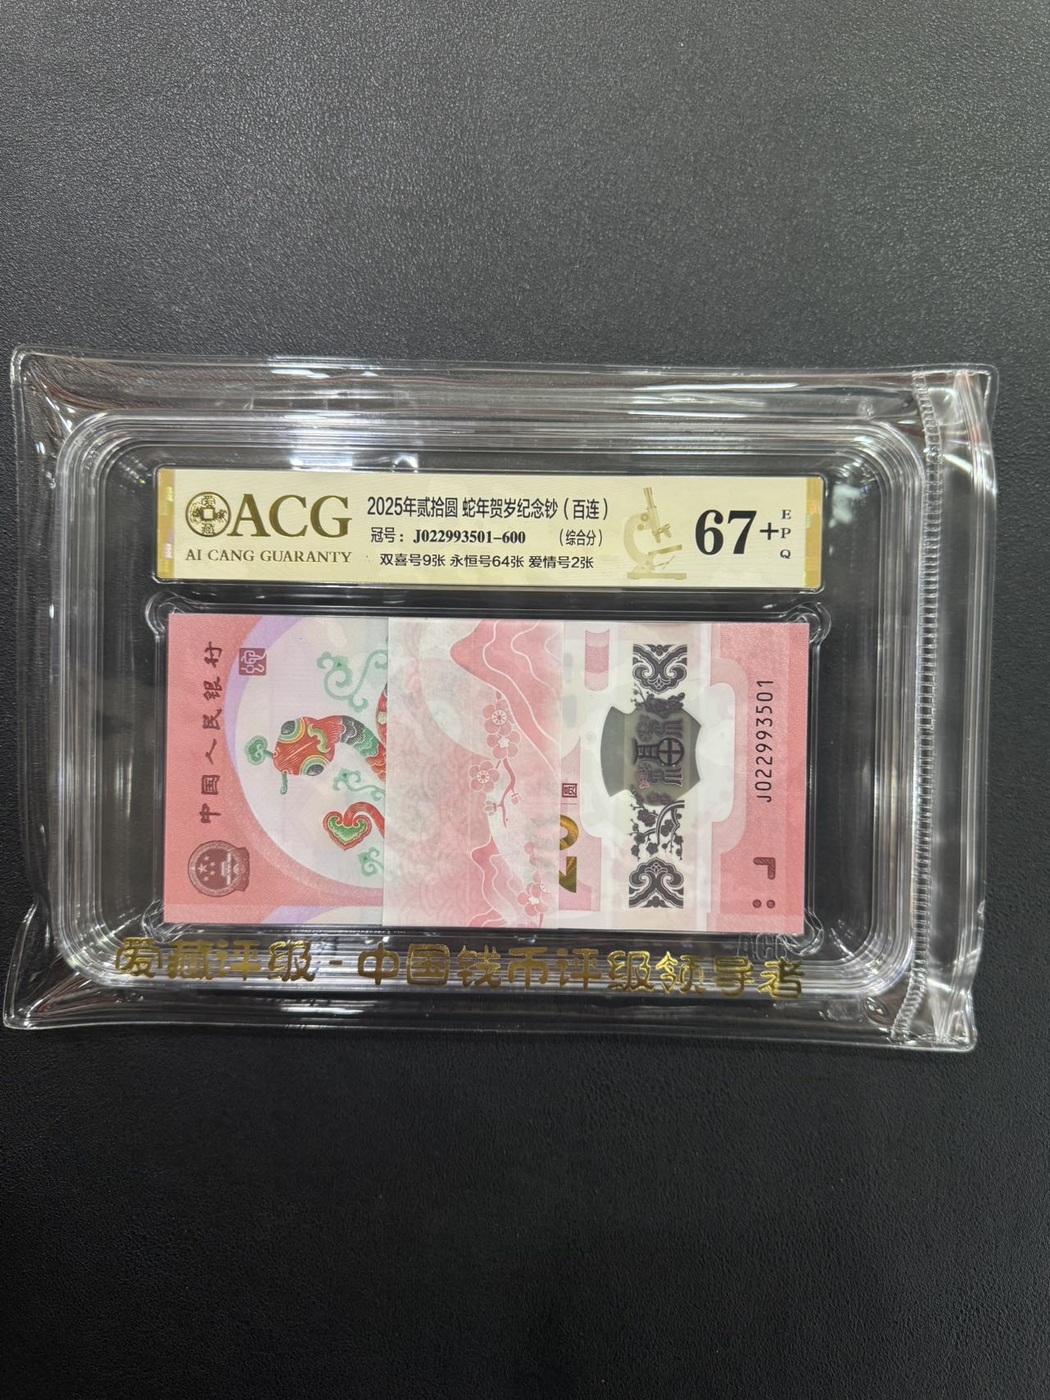 ACG
AI CANG GUARANTY
2025年贰拾圆 蛇年贺岁纪念钞(百连)
冠号: J022993501-600 (综合分)
双喜号9张 永恒号64张 爱情号2张
67+
EPQ
中国人民银行
圆
20
J022993501
爱藏评级·中国钱币评级领导者